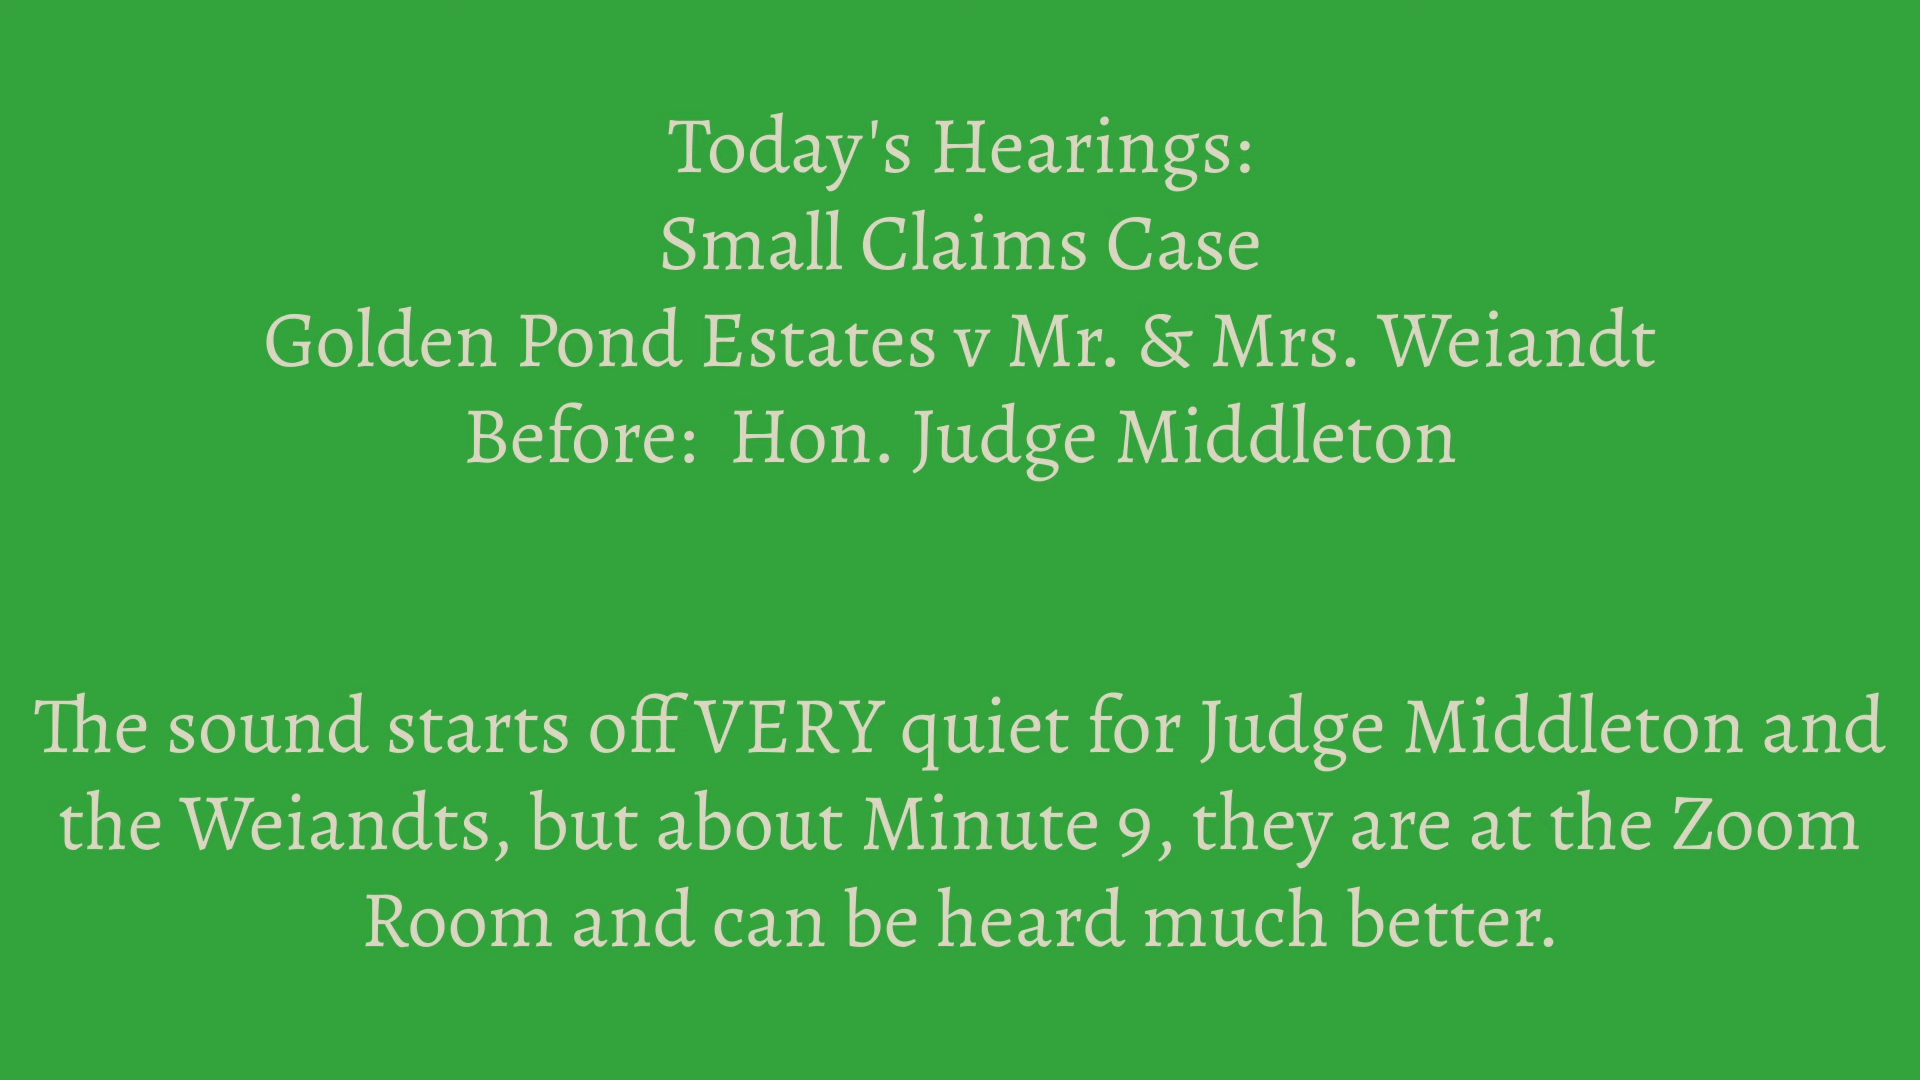 Today's Hearings:
Small Claims Case
Golden Pond Estates v Mr. & Mrs. Weiandt
Before:  Hon. Judge Middleton
The sound starts off VERY quiet for Judge Middleton and
the Weiandts, but about Minute 9, they are at the Zoom
Room and can be heard much better.